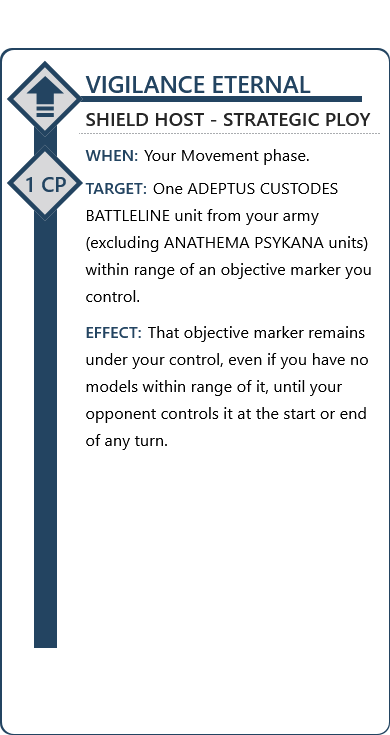 VIGILANCE ETERNAL
SHIELD HOST - STRATEGIC PLOY
1 CP
WHEN: Your Movement phase.
TARGET: One ADEPTUS CUSTODES
BATTLELINE unit from your army
(excluding ANATHEMA PSYKANA units)
within range of an objective marker you
control.
EFFECT: That objective marker remains
under your control, even if you have no
models within range of it, until your
opponent controls it at the start or end
of any turn.